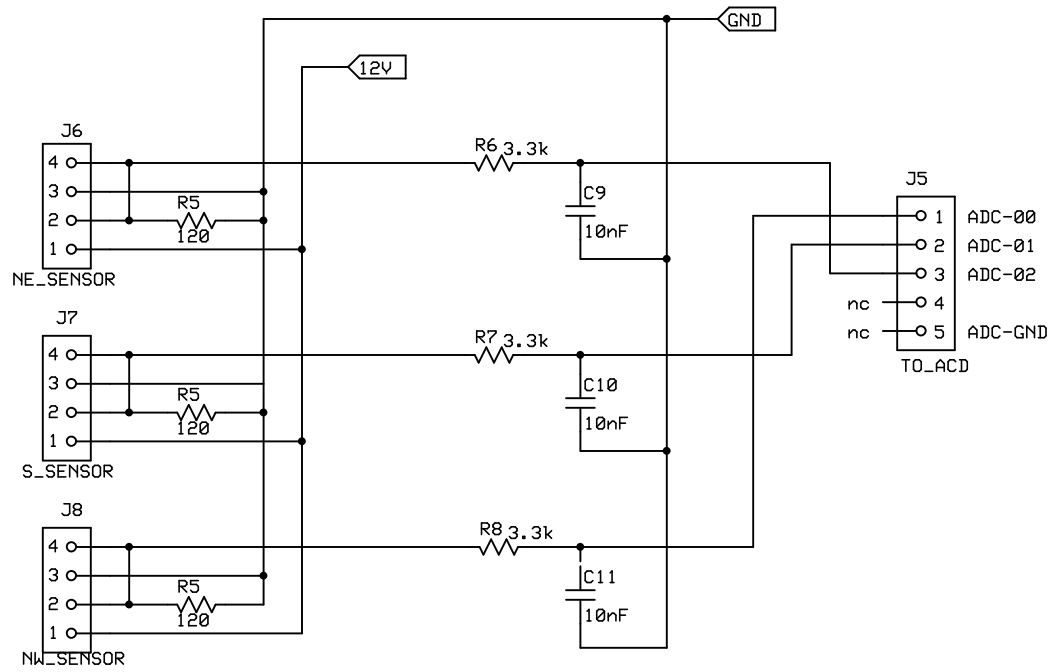 GND
12V
J6
4
3
2
1
R5
120
NE_SENSOR
R6 3.3k
C9
10nF
J5
1 ADC-00
2 ADC-01
3 ADC-02
nc 4
nc 5 ADC-GND
TO_ACD
J7
4
3
2
1
R5
120
S_SENSOR
R7 3.3k
C10
10nF
J8
4
3
2
1
R5
120
NW_SENSOR
R8 3.3k
C11
10nF